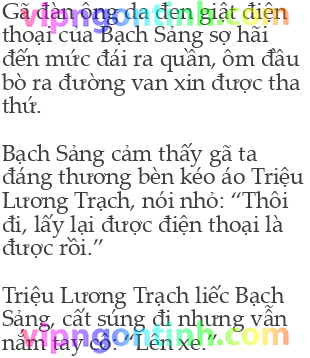 Gã đàn ông da đen giật điện
thoại của Bạch Sảng sợ hãi
đến mức đái ra quần, ôm đầu
bò ra đường van xin được tha
thứ.
Bạch Sảng cảm thấy gã ta
đáng thương bèn kéo áo Triệu
Lương Trạch, nói nhỏ: “Thôi
đi, lấy lại được điện thoại là
được rồi.”
Triệu Lương Trạch liếc Bạch
Sảng, cất súng đi nhưng vẫn
nắm tay cô: “Lên xe.”
vipngontinh.com
vipngontinh.com